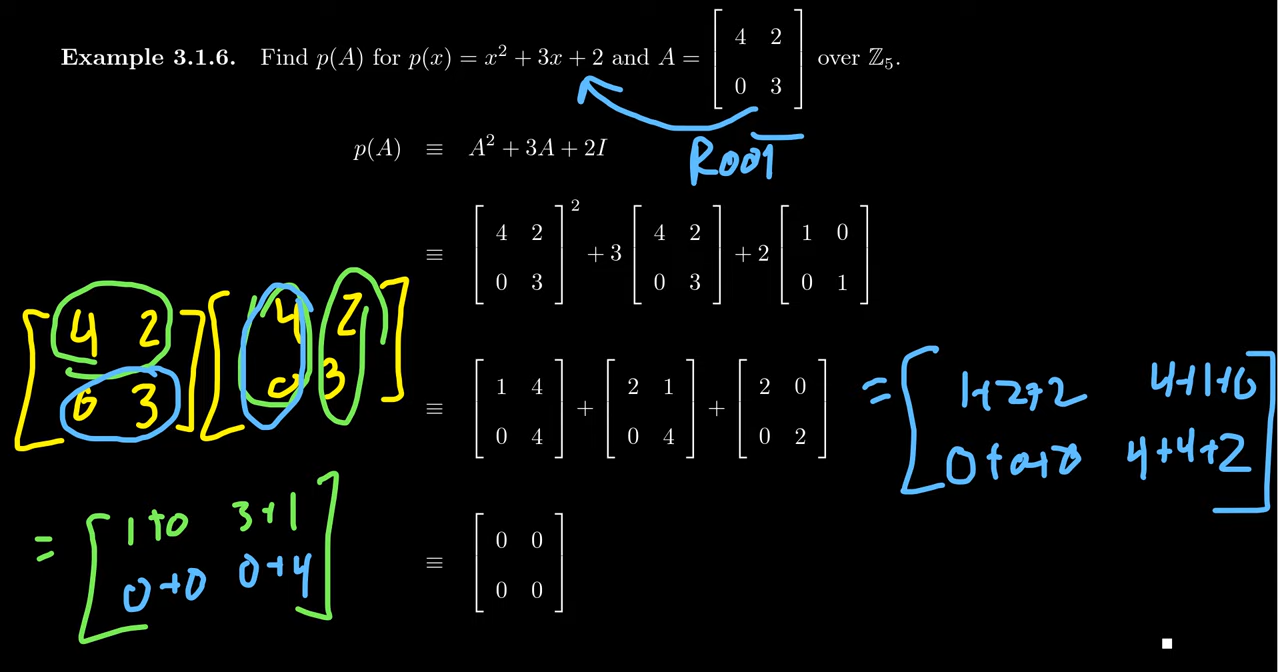 Example 3.1.6. Find p(A) for p(x) = x² + 3x + 2 and A = [ 4 2 ; 0 3 ] over ℤ₅.
Root
p(A) ≡ A² + 3A + 2I
≡ [ 4 2 ; 0 3 ]² + 3 [ 4 2 ; 0 3 ] + 2 [ 1 0 ; 0 1 ]
[ 4 2 ; 0 3 ] [ 4 2 ; 0 3 ]
≡ [ 1 4 ; 0 4 ] + [ 2 1 ; 0 4 ] + [ 2 0 ; 0 2 ]
= [ 1+2+2 4+1+0 ; 0+0+0 4+4+2 ]
= [ 1+0 3+1 ; 0+0 0+4 ]
≡ [ 0 0 ; 0 0 ]